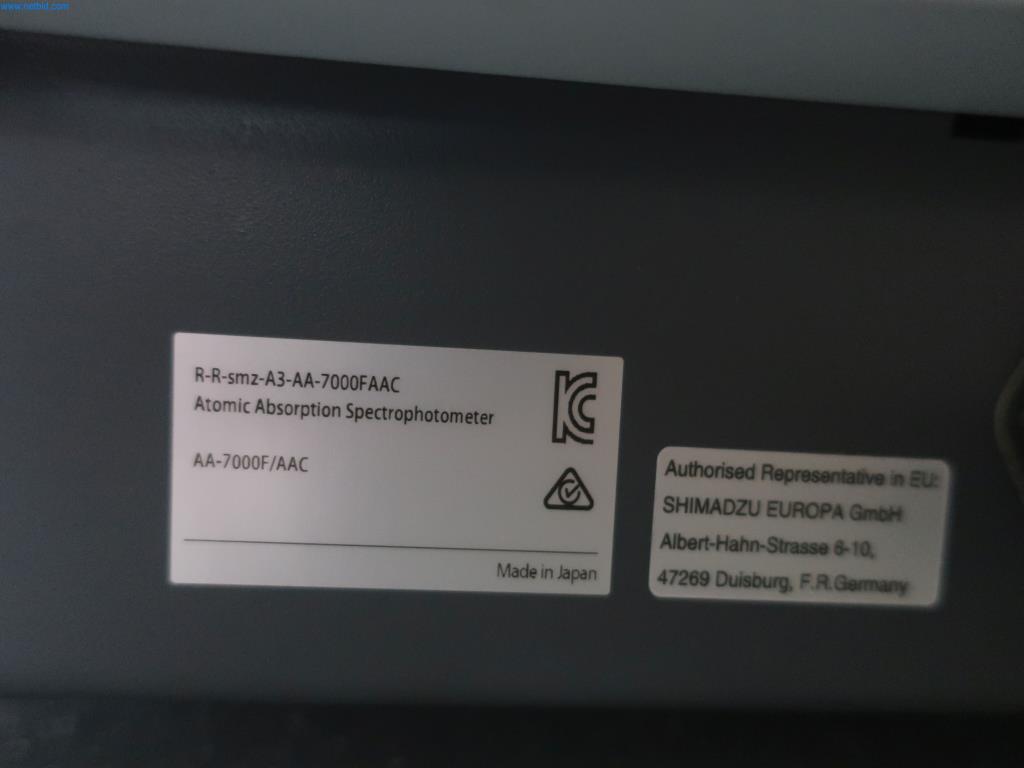 www.netbid.com
R-R-smz-A3-AA-7000FAAC
Atomic Absorption Spectrophotometer
AA-7000F/AAC
Made in Japan
Authorised Representative in EU:
SHIMADZU EUROPA GmbH
Albert-Hahn-Strasse 6-10,
47269 Duisburg, F.R.Germany